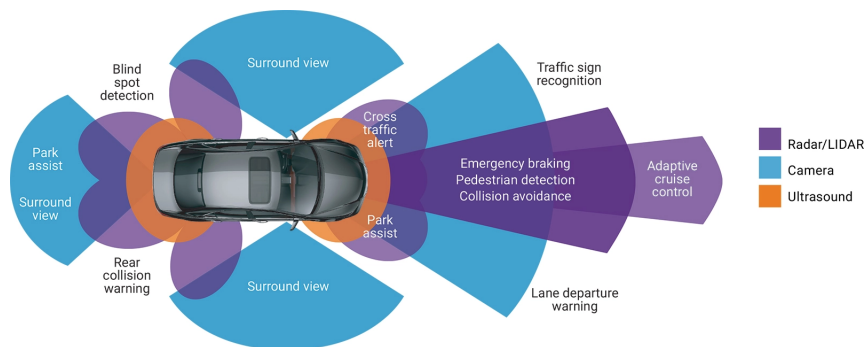 Surround view
Traffic sign
recognition
Blind
spot
detection
Cross
traffic
alert
Radar/LIDAR
Camera
Ultrasound
Park
assist
Surround
view
Emergency braking
Pedestrian detection
Collision avoidance
Adaptive
cruise
control
Park
assist
Rear
collision
warning
Surround view
Lane departure
warning